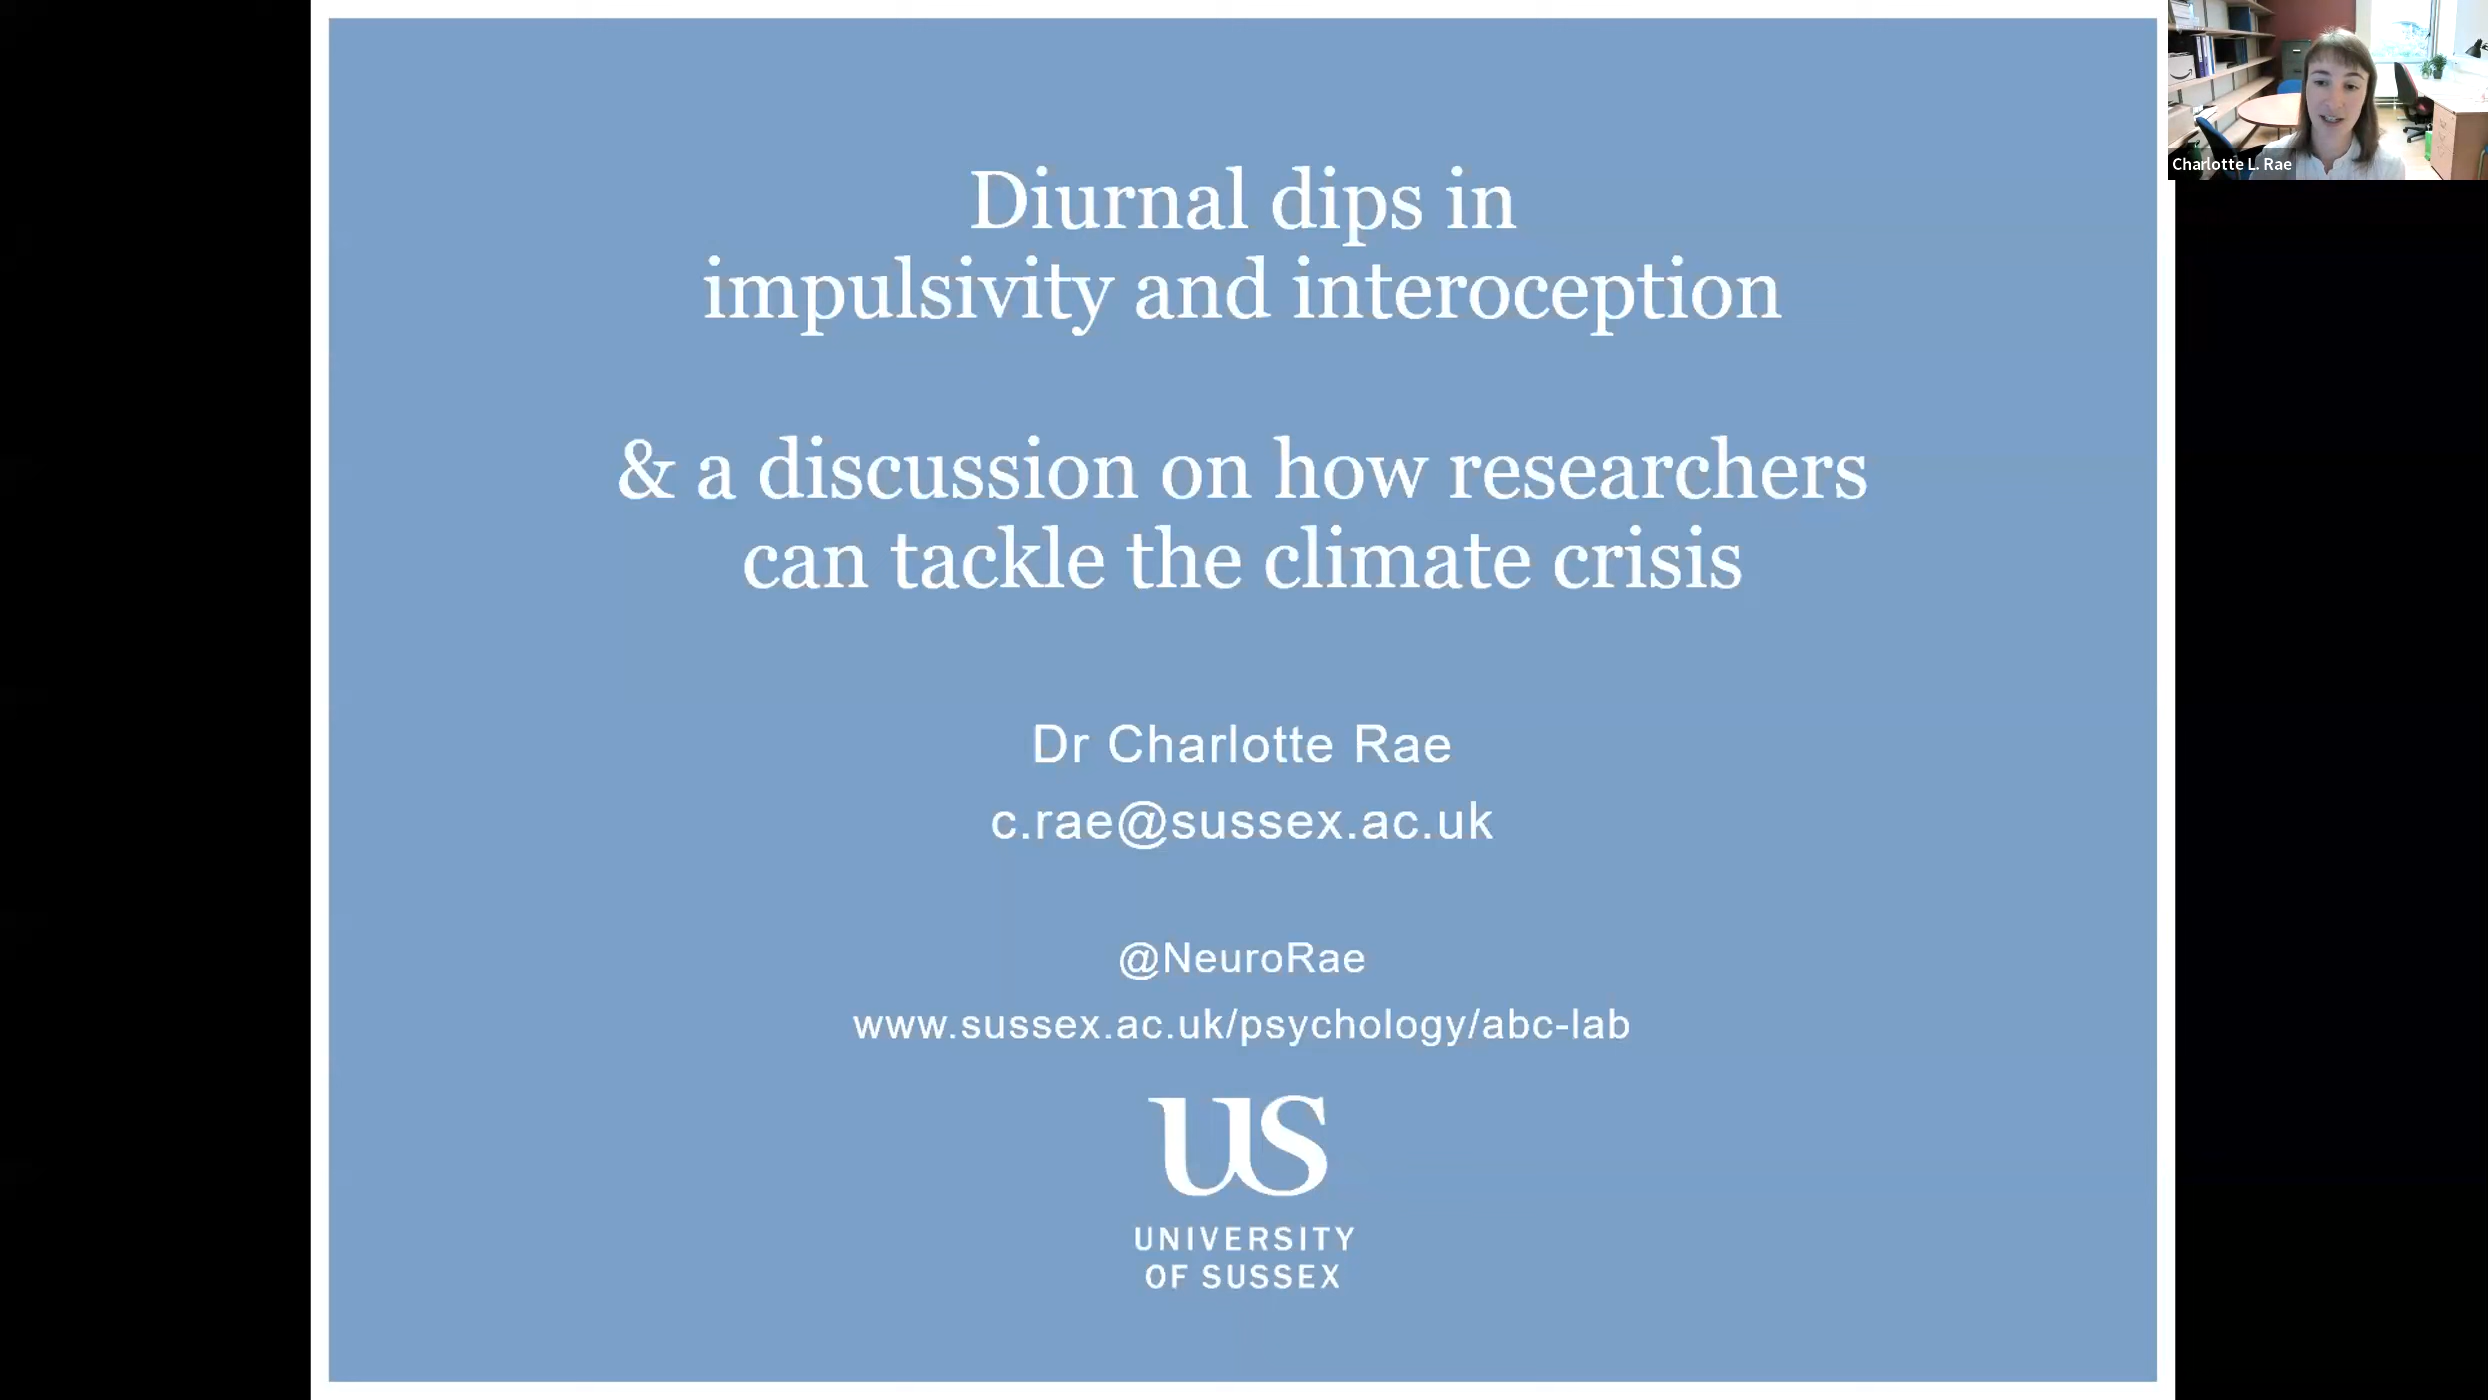 Diurnal dips in
impulsivity and interoception
& a discussion on how researchers
can tackle the climate crisis
Dr Charlotte Rae
c.rae@sussex.ac.uk
@NeuroRae
www.sussex.ac.uk/psychology/abc-lab
US
UNIVERSITY
OF SUSSEX
Charlotte L. Rae